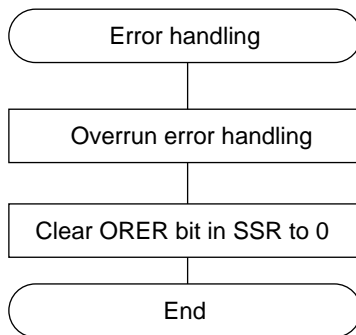 Error handling
Overrun error handling
Clear ORER bit in SSR to 0
End